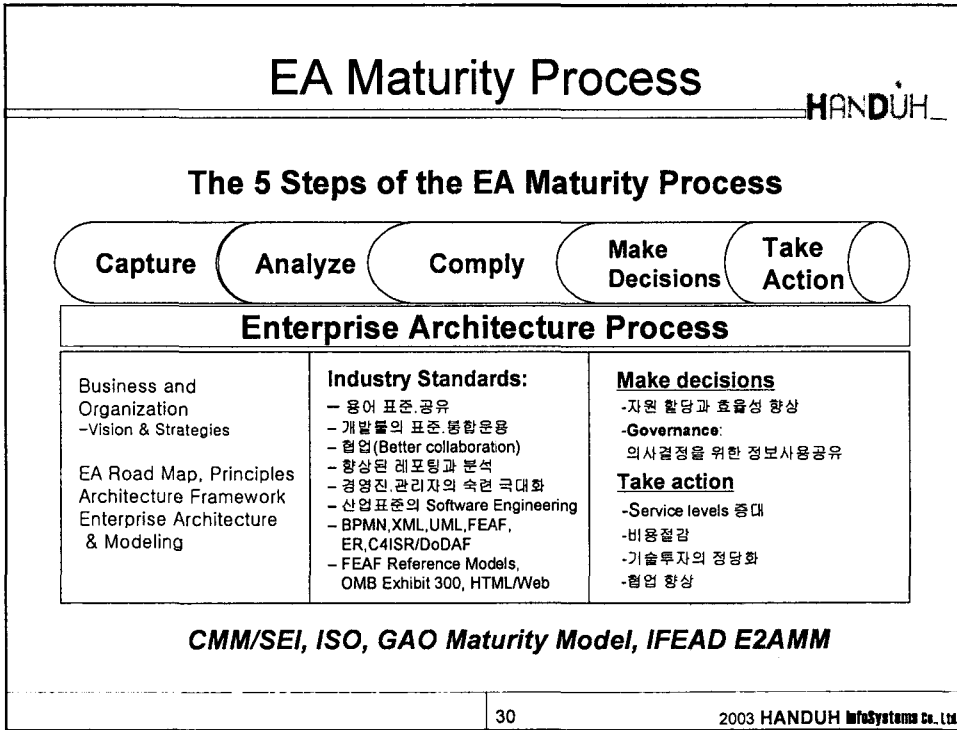 EA Maturity Process
HANDUH
The 5 Steps of the EA Maturity Process
Capture
Analyze
Comply
Make
Decisions
Take
Action
Enterprise Architecture Process
Business and
Organization
–Vision & Strategies
EA Road Map, Principles
Architecture Framework
Enterprise Architecture
& Modeling
Industry Standards:
– 용어 표준.공유
– 개발물의 표준.통합운용
– 협업(Better collaboration)
– 향상된 레포팅과 분석
– 경영진.관리자의 숙련 극대화
– 산업표준의 Software Engineering
– BPMN,XML,UML,FEAF,
ER,C4ISR/DoDAF
– FEAF Reference Models,
OMB Exhibit 300, HTML/Web
Make decisions
-자원 할당과 효율성 향상
-Governance:
의사결정을 위한 정보사용공유
Take action
-Service levels 증대
-비용절감
-기술투자의 정당화
-협업 향상
CMM/SEI, ISO, GAO Maturity Model, IFEAD E2AMM
30
2003 HANDUH InfoSystems Co., Ltd